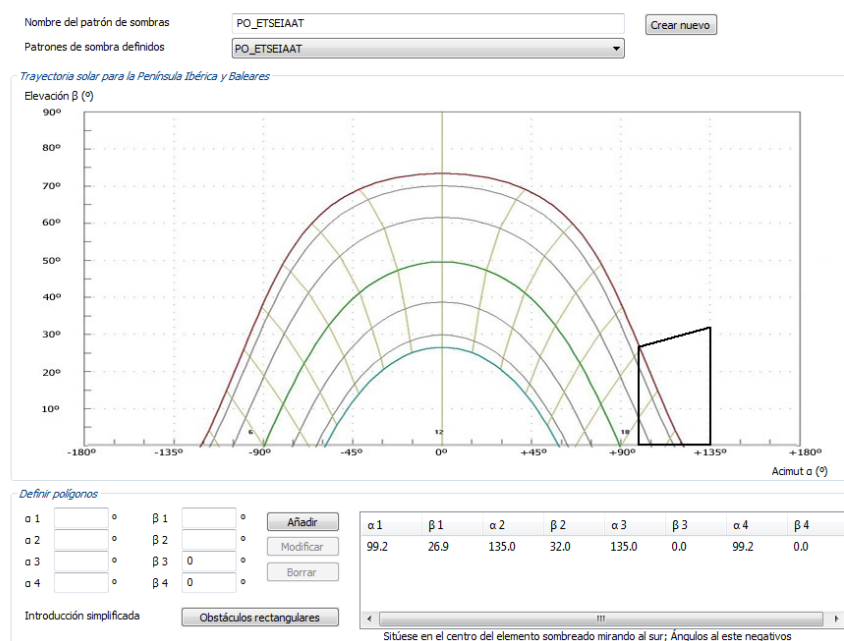 Nombre del patrón de sombras PO_ETSEIAAT Crear nuevo
Patrones de sombra definidos PO_ETSEIAAT
Trayectoria solar para la Península Ibérica y Baleares
Elevación β (º)
90º
80º
70º
60º
50º
40º
30º
20º
10º
6 12 18
-180º -135º -90º -45º 0º +45º +90º +135º +180º
Acimut α (º)
Definir polígonos
α 1 º β 1 º Añadir
α 2 º β 2 º Modificar
α 3 º β 3 0 º Borrar
α 4 º β 4 0 º
α 1 β 1 α 2 β 2 α 3 β 3 α 4 β 4
99.2 26.9 135.0 32.0 135.0 0.0 99.2 0.0
Introducción simplificada Obstáculos rectangulares
Sitúese en el centro del elemento sombreado mirando al sur; Ángulos al este negativos